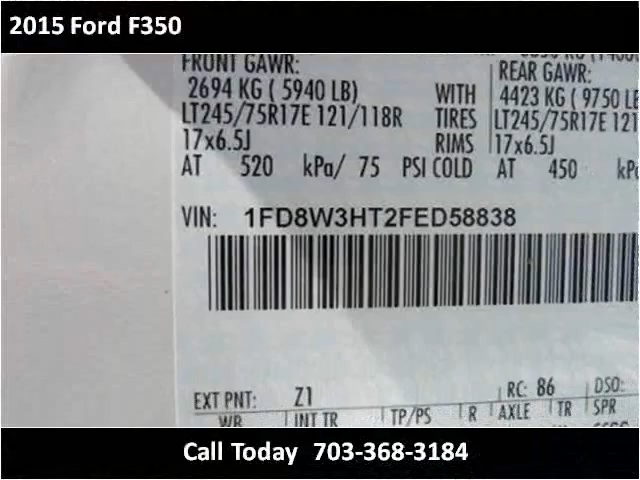 2015 Ford F350
FRONT GAWR:
REAR GAWR:
2694 KG ( 5940 LB) WITH 4423 KG ( 9750 LB
LT245/75R17E 121/118R TIRES LT245/75R17E 121
17x6.5J RIMS 17x6.5J
AT 520 kPa/ 75 PSI COLD AT 450 kPa
VIN: 1FD8W3HT2FED58838
EXT PNT: Z1 RC: 86 DSO:
WB INT TR TP/PS R AXLE TR SPR
Call Today 703-368-3184